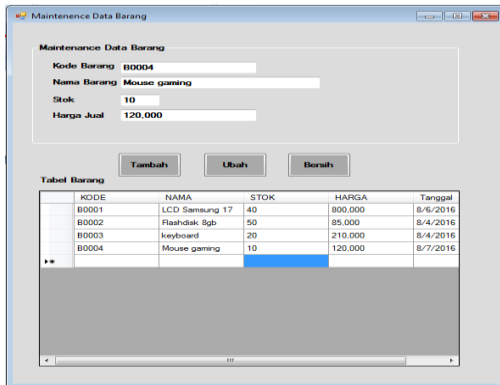 Maintenence Data Barang
Maintenance Data Barang
Kode Barang B0004
Nama Barang Mouse gaming
Stok 10
Harga Jual 120,000
Tambah Ubah Bersih
Tabel Barang
KODE NAMA STOK HARGA Tanggal
B0001 LCD Samsung 17 40 800,000 8/6/2016
B0002 Flashdisk 8gb 50 85,000 8/4/2016
B0003 keyboard 20 210,000 8/4/2016
B0004 Mouse gaming 10 120,000 8/7/2016